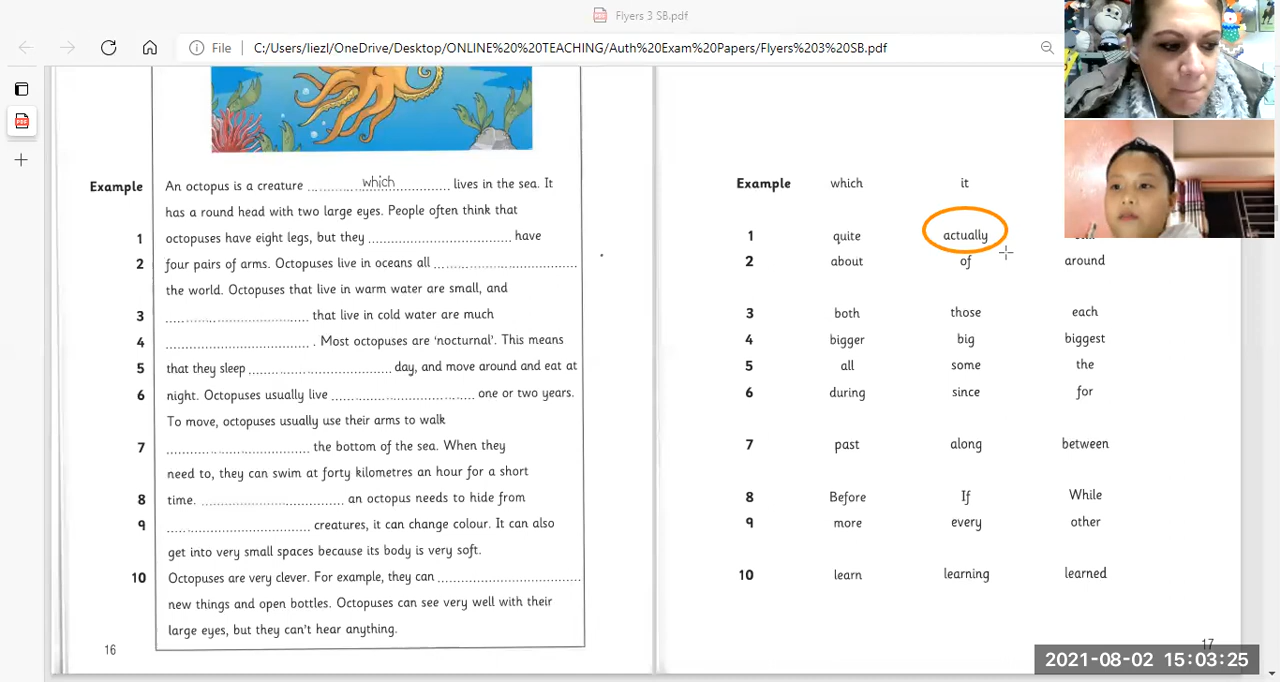 Flyers 3 SB.pdf
File | C:/Users/liezl/OneDrive/Desktop/ONLINE%20%20TEACHING/Auth%20Exam%20Papers/Flyers%203%20SB.pdf
Example An octopus is a creature which lives in the sea. It
has a round head with two large eyes. People often think that
1 octopuses have eight legs, but they .................... have
2 four pairs of arms. Octopuses live in oceans all ....................
the world. Octopuses that live in warm water are small, and
3 .................... that live in cold water are much
4 .................... . Most octopuses are 'nocturnal'. This means
5 that they sleep .................... day, and move around and eat at
6 night. Octopuses usually live .................... one or two years.
To move, octopuses usually use their arms to walk
7 .................... the bottom of the sea. When they
need to, they can swim at forty kilometres an hour for a short
8 time. .................... an octopus needs to hide from
9 .................... creatures, it can change colour. It can also
get into very small spaces because its body is very soft.
10 Octopuses are very clever. For example, they can ....................
new things and open bottles. Octopuses can see very well with their
large eyes, but they can't hear anything.
16
Example which it
1 quite actually
2 about of around
3 both those each
4 bigger big biggest
5 all some the
6 during since for
7 past along between
8 Before If While
9 more every other
10 learn learning learned
17
2021-08-02 15:03:25